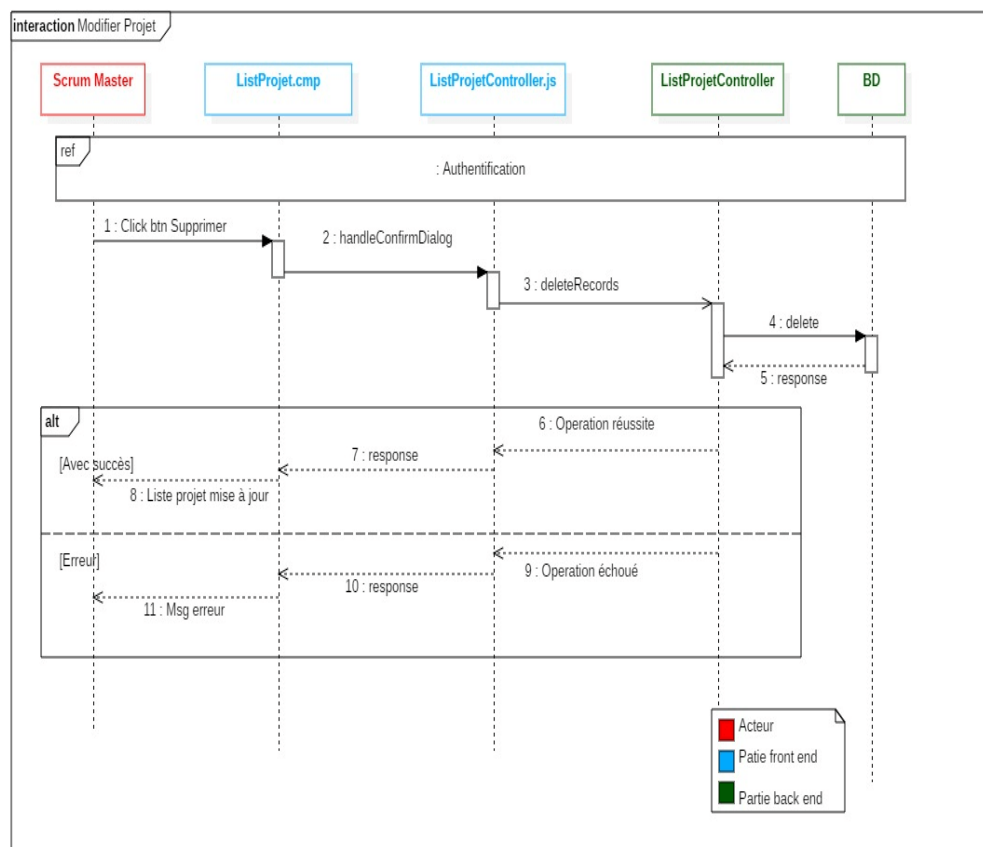 interaction Modifier Projet
Scrum Master
ListProjet.cmp
ListProjetController.js
ListProjetController
BD
ref
: Authentification
1 : Click btn Supprimer
2 : handleConfirmDialog
3 : deleteRecords
4 : delete
5 : response
alt
6 : Operation réussite
7 : response
[Avec succès]
8 : Liste projet mise à jour
[Erreur]
9 : Operation échoué
10 : response
11 : Msg erreur
Acteur
Patie front end
Partie back end